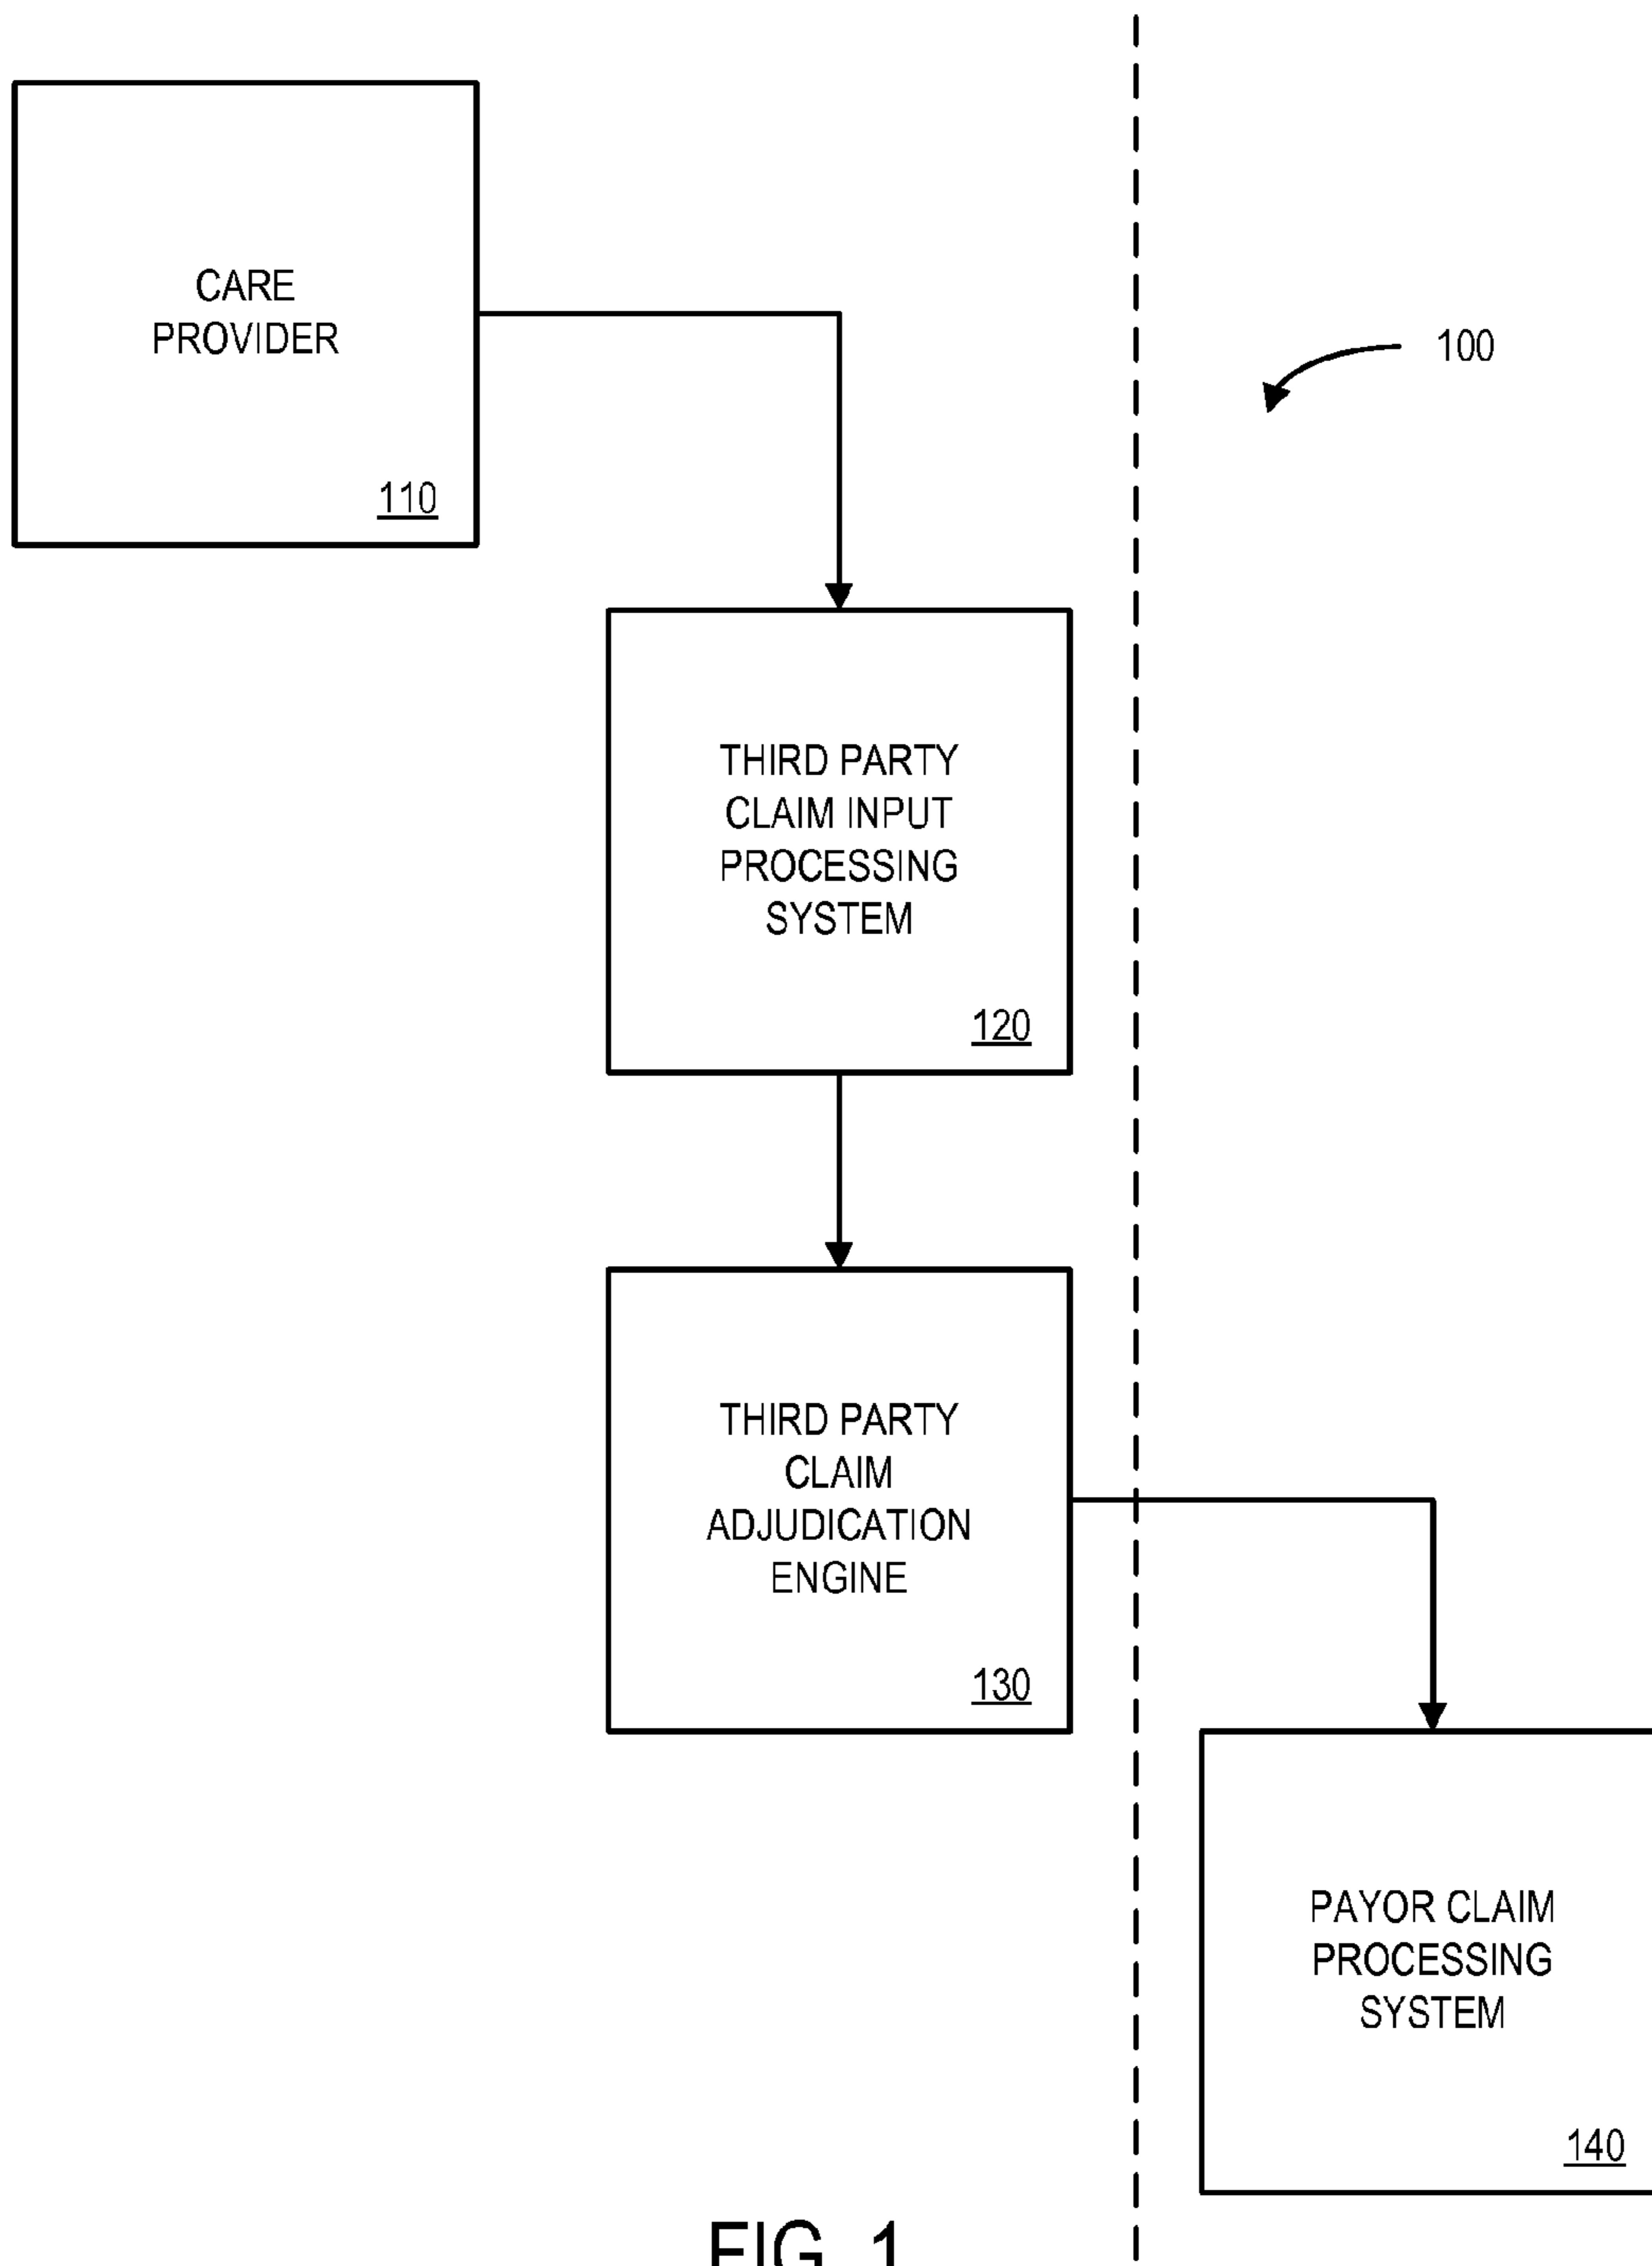 CARE
PROVIDER
110
100
THIRD PARTY
CLAIM INPUT
PROCESSING
SYSTEM
120
THIRD PARTY
CLAIM
ADJUDICATION
ENGINE
130
PAYOR CLAIM
PROCESSING
SYSTEM
140
FIG. 1